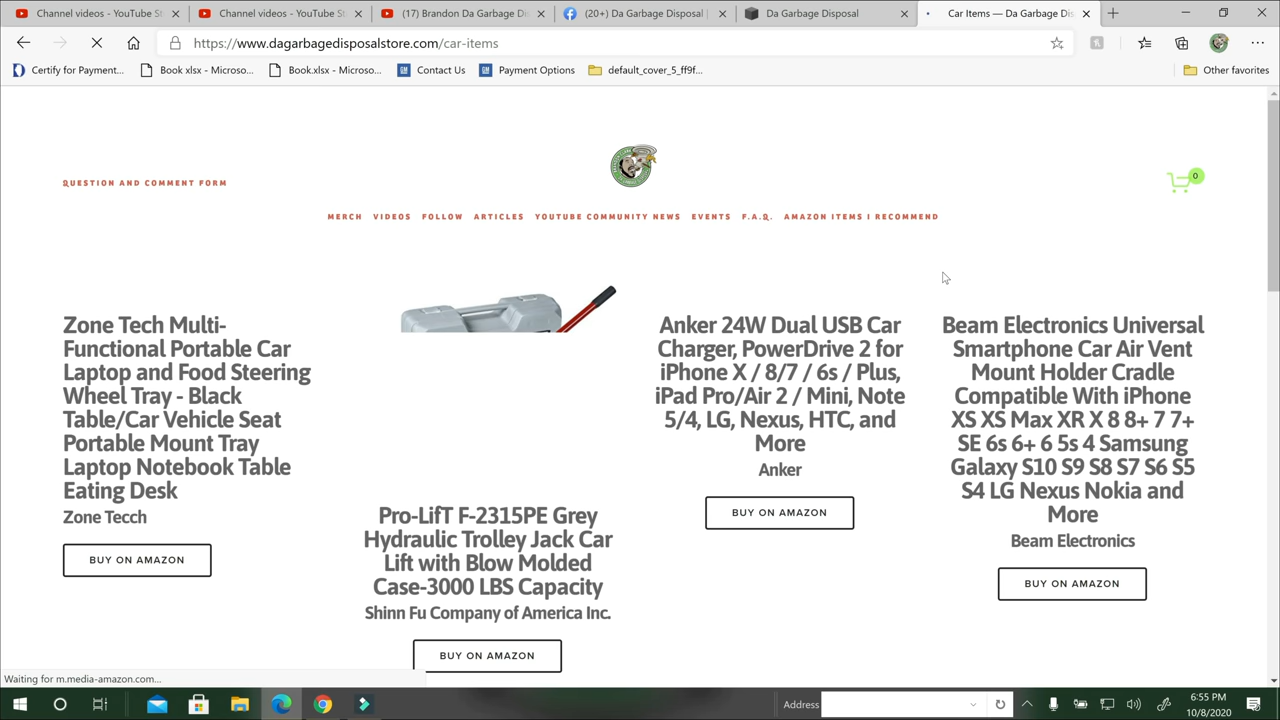 Channel videos - YouTube St
Channel videos - YouTube St
(17) Brandon Da Garbage Di
(20+) Da Garbage Disposal |
Da Garbage Disposal
Car Items — Da Garbage Dis
https://www.dagarbagedisposalstore.com/car-items
Certify for Payment...
Book xlsx - Microso...
Book.xlsx - Microso...
Contact Us
Payment Options
default_cover_5_ff9f...
Other favorites
QUESTION AND COMMENT FORM
0
MERCH VIDEOS FOLLOW ARTICLES YOUTUBE COMMUNITY NEWS EVENTS F.A.Q. AMAZON ITEMS I RECOMMEND
Zone Tech Multi-
Functional Portable Car
Laptop and Food Steering
Wheel Tray - Black
Table/Car Vehicle Seat
Portable Mount Tray
Laptop Notebook Table
Eating Desk
Zone Tecch
BUY ON AMAZON
Pro-LifT F-2315PE Grey
Hydraulic Trolley Jack Car
Lift with Blow Molded
Case-3000 LBS Capacity
Shinn Fu Company of America Inc.
BUY ON AMAZON
Anker 24W Dual USB Car
Charger, PowerDrive 2 for
iPhone X / 8/7 / 6s / Plus,
iPad Pro/Air 2 / Mini, Note
5/4, LG, Nexus, HTC, and
More
Anker
BUY ON AMAZON
Beam Electronics Universal
Smartphone Car Air Vent
Mount Holder Cradle
Compatible With iPhone
XS XS Max XR X 8 8+ 7 7+
SE 6s 6+ 6 5s 4 Samsung
Galaxy S10 S9 S8 S7 S6 S5
S4 LG Nexus Nokia and
More
Beam Electronics
BUY ON AMAZON
Waiting for m.media-amazon.com...
Address
6:55 PM
10/8/2020